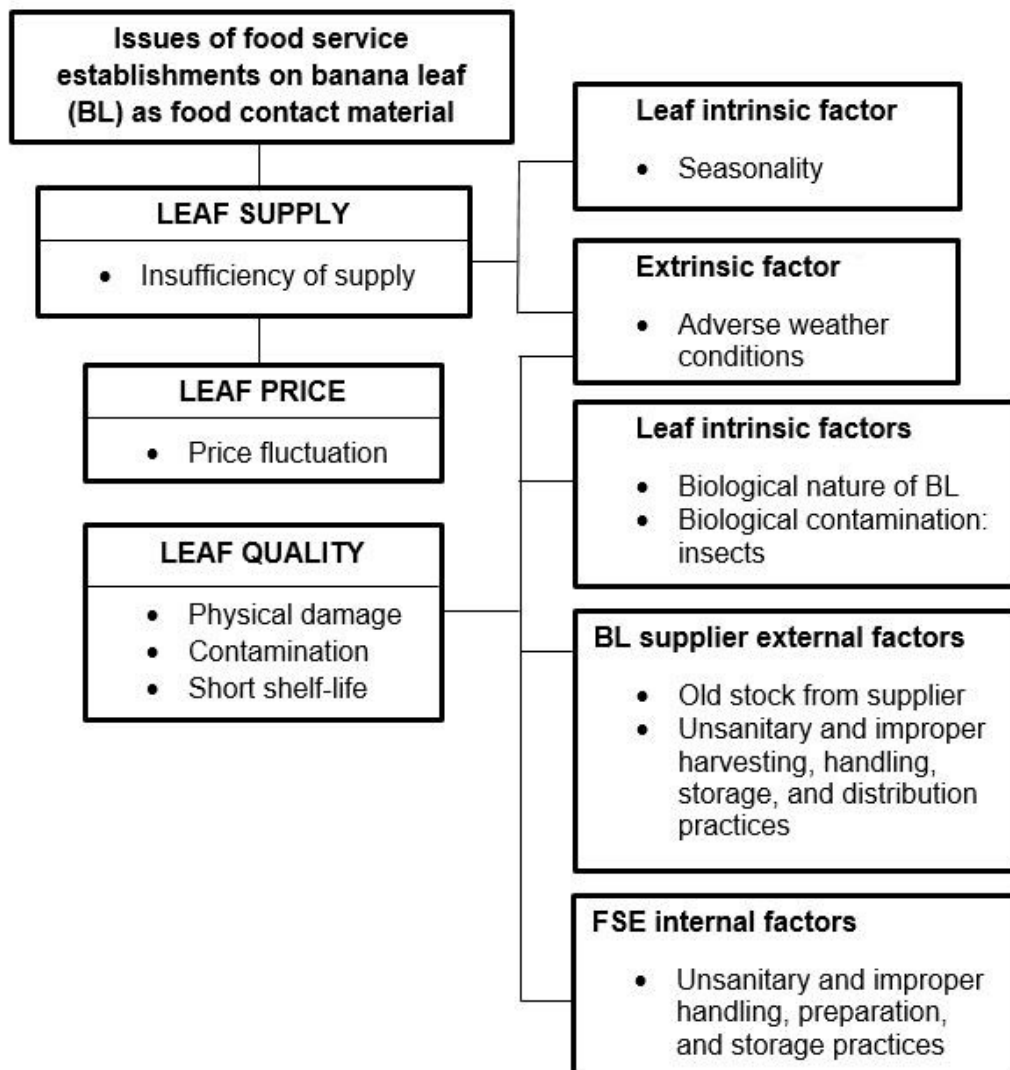 Issues of food service
establishments on banana leaf
(BL) as food contact material
LEAF SUPPLY
• Insufficiency of supply
LEAF PRICE
• Price fluctuation
LEAF QUALITY
• Physical damage
• Contamination
• Short shelf-life
Leaf intrinsic factor
• Seasonality
Extrinsic factor
• Adverse weather
conditions
Leaf intrinsic factors
• Biological nature of BL
• Biological contamination:
insects
BL supplier external factors
• Old stock from supplier
• Unsanitary and improper
harvesting, handling,
storage, and distribution
practices
FSE internal factors
• Unsanitary and improper
handling, preparation,
and storage practices